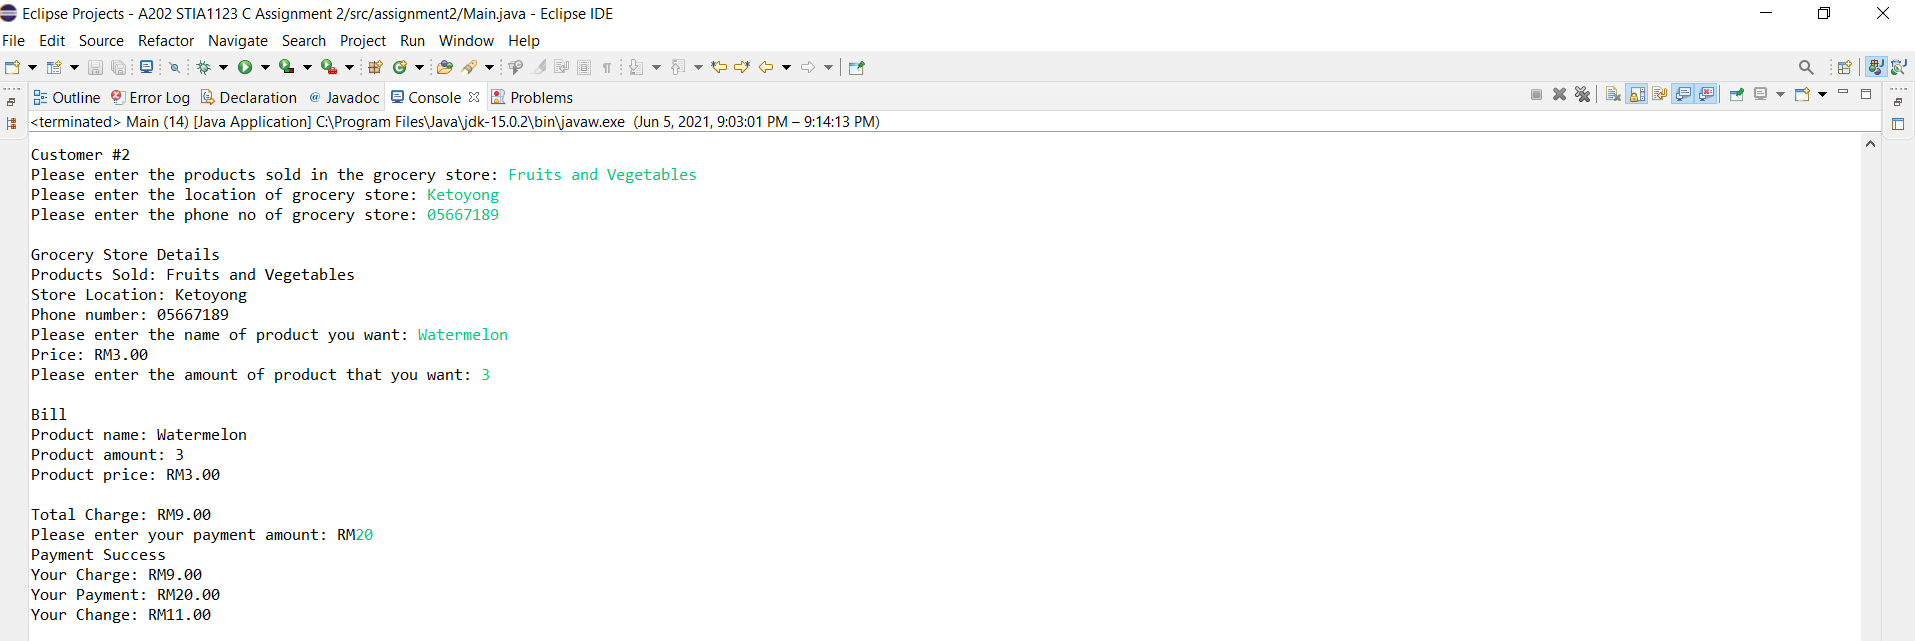 Eclipse Projects - A202 STIA1123 C Assignment 2/src/assignment2/Main.java - Eclipse IDE
File Edit Source Refactor Navigate Search Project Run Window Help
Outline Error Log Declaration @ Javadoc Console Problems
<terminated> Main (14) [Java Application] C:\Program Files\Java\jdk-15.0.2\bin\javaw.exe (Jun 5, 2021, 9:03:01 PM – 9:14:13 PM)
Customer #2
Please enter the products sold in the grocery store: Fruits and Vegetables
Please enter the location of grocery store: Ketoyong
Please enter the phone no of grocery store: 05667189
Grocery Store Details
Products Sold: Fruits and Vegetables
Store Location: Ketoyong
Phone number: 05667189
Please enter the name of product you want: Watermelon
Price: RM3.00
Please enter the amount of product that you want: 3
Bill
Product name: Watermelon
Product amount: 3
Product price: RM3.00
Total Charge: RM9.00
Please enter your payment amount: RM20
Payment Success
Your Charge: RM9.00
Your Payment: RM20.00
Your Change: RM11.00